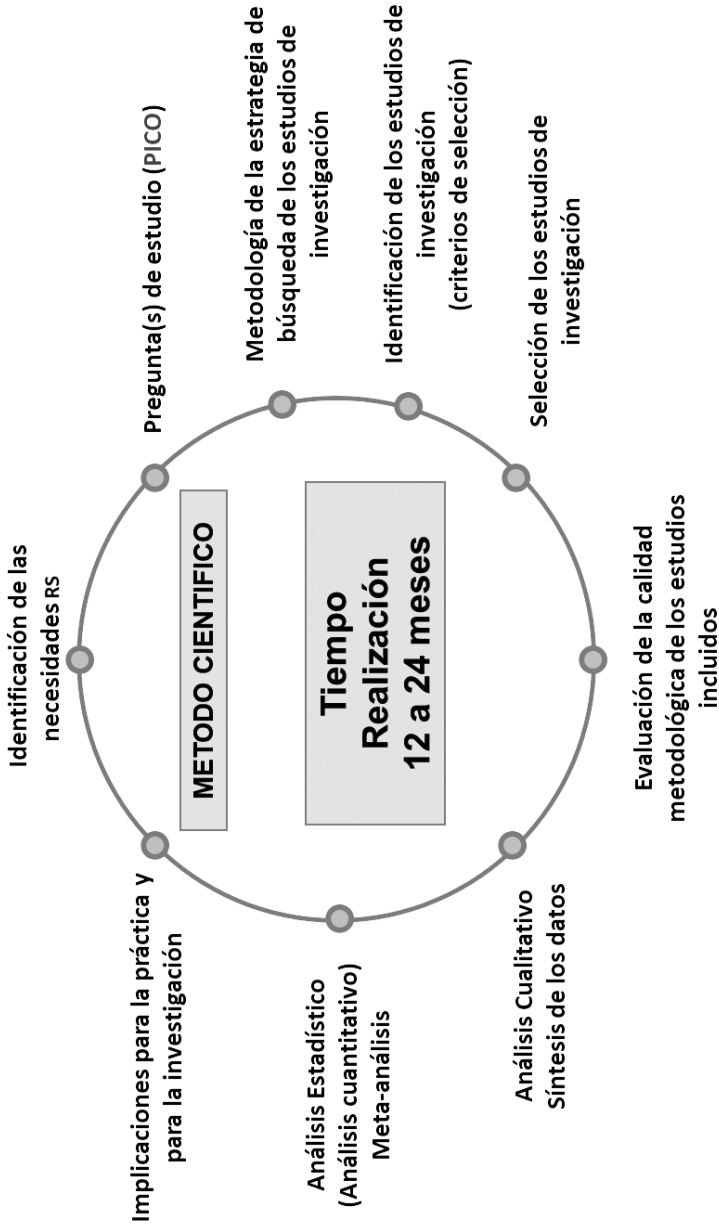 Identificación de las
necesidades RS
Pregunta(s) de estudio (PICO)
Metodología de la estrategia de
búsqueda de los estudios de
investigación
Identificación de los estudios de
investigación
(criterios de selección)
Selección de los estudios de
investigación
Evaluación de la calidad
metodológica de los estudios
incluidos
Análisis Cualitativo
Síntesis de los datos
Análisis Estadístico
(Análisis cuantitativo)
Meta-análisis
Implicaciones para la práctica y
para la investigación
METODO CIENTIFICO
Tiempo
Realización
12 a 24 meses